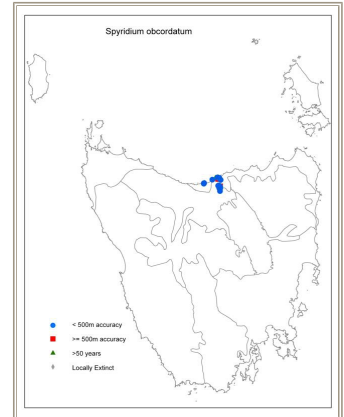 Spyridium obcordatum
< 500m accuracy
>= 500m accuracy
>50 years
Locally Extinct